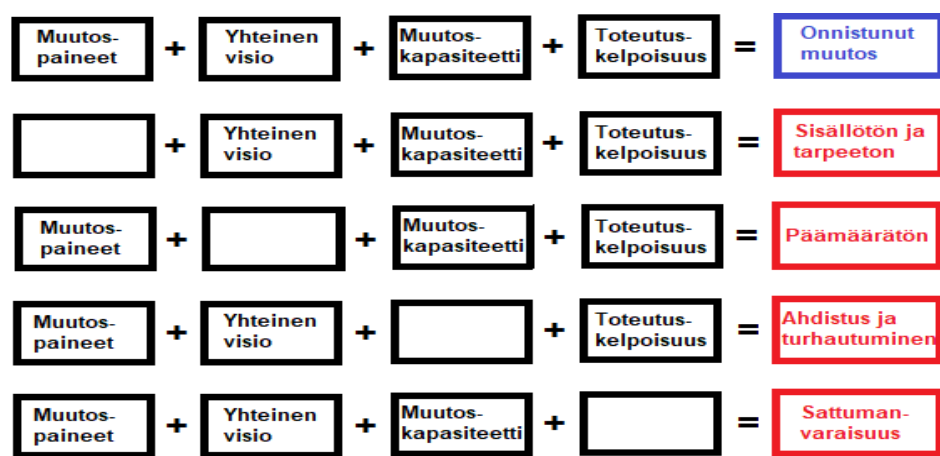 Muutos-
paineet + Yhteinen
visio + Muutos-
kapasiteetti + Toteutus-
kelpoisuus = Onnistunut
muutos
+ Yhteinen
visio + Muutos-
kapasiteetti + Toteutus-
kelpoisuus = Sisällötön ja
tarpeeton
Muutos-
paineet + + Muutos-
kapasiteetti + Toteutus-
kelpoisuus = Päämäärätön
Muutos-
paineet + Yhteinen
visio + + Toteutus-
kelpoisuus = Ahdistus ja
turhautuminen
Muutos-
paineet + Yhteinen
visio + Muutos-
kapasiteetti + = Sattuman-
varaisuus